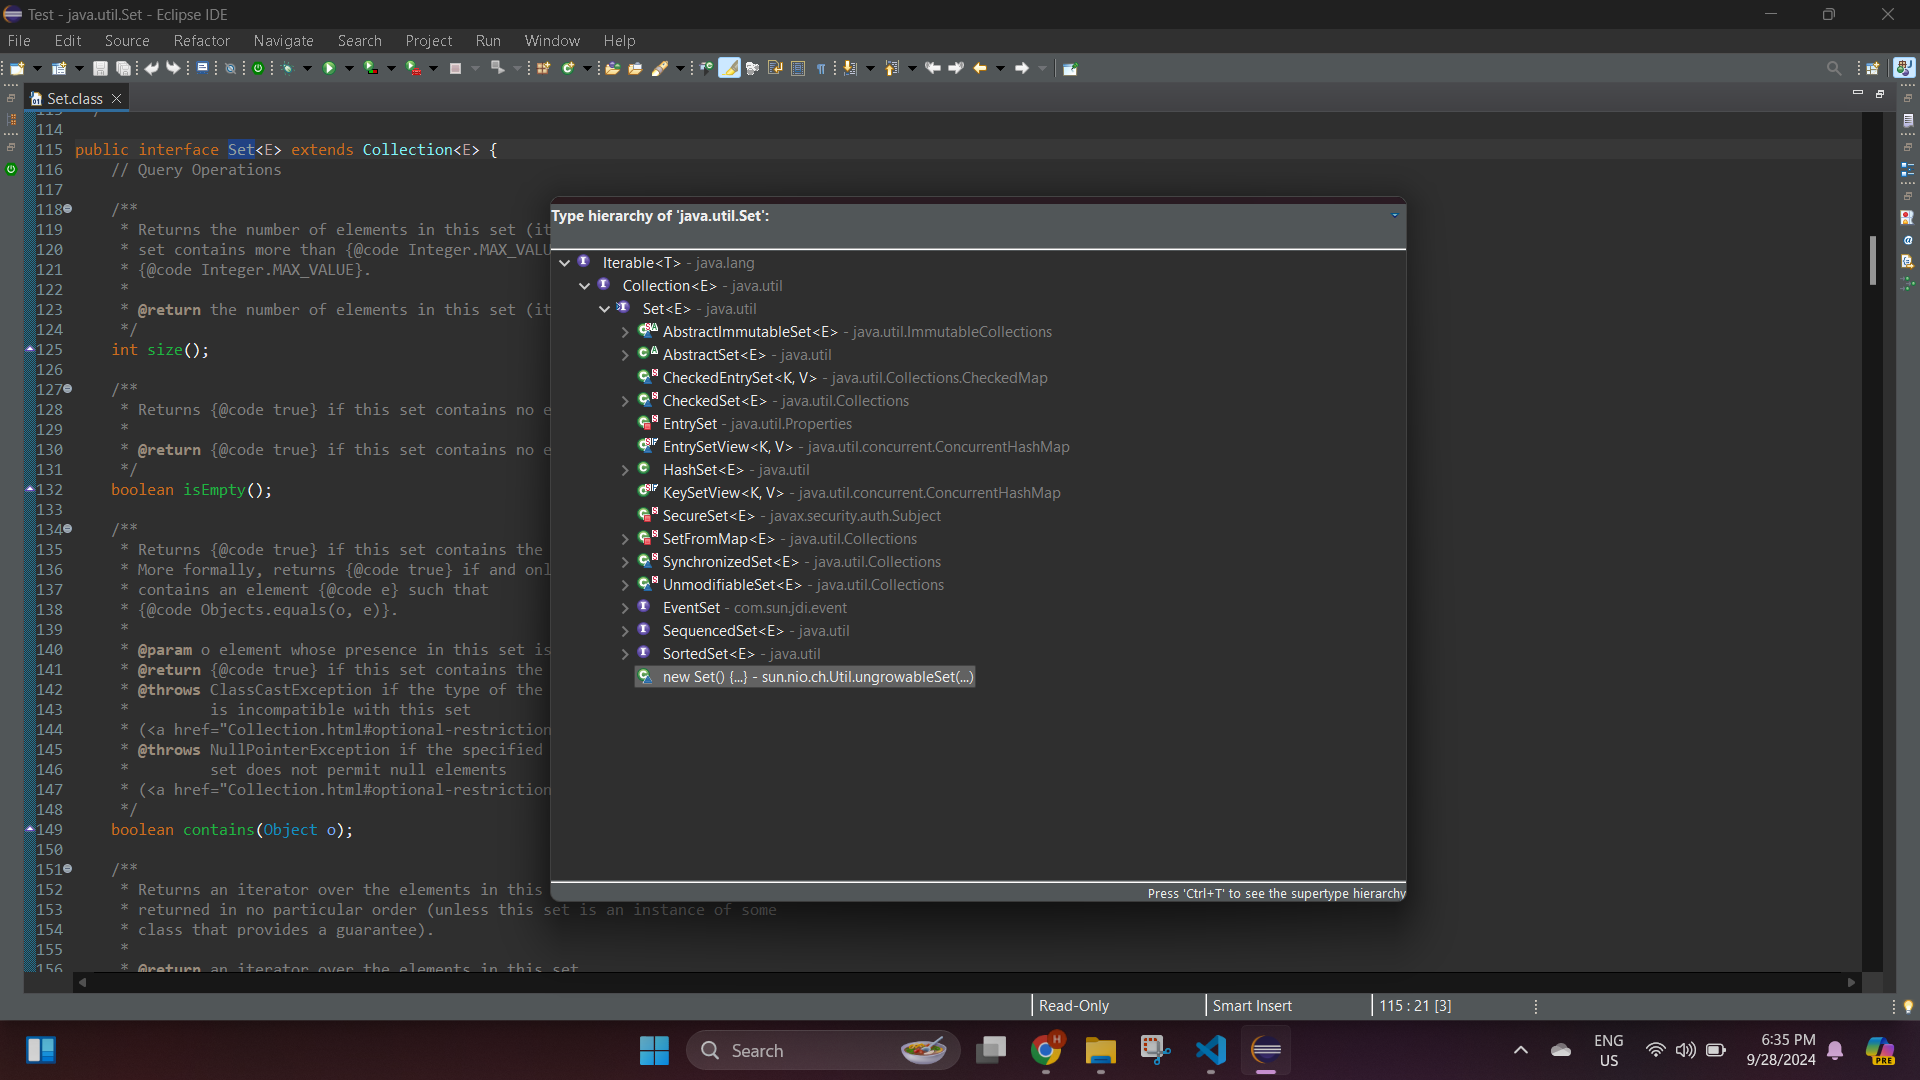 Test - java.util.Set - Eclipse IDE
File Edit Source Refactor Navigate Search Project Run Window Help
Set.class
114
115 public interface Set<E> extends Collection<E> {
116 // Query Operations
117
118 /**
119 * Returns the number of elements in this set (it
120 * set contains more than {@code Integer.MAX_VALU
121 * {@code Integer.MAX_VALUE}.
122 *
123 * @return the number of elements in this set (it
124 */
125 int size();
126
127 /**
128 * Returns {@code true} if this set contains no e
129 *
130 * @return {@code true} if this set contains no e
131 */
132 boolean isEmpty();
133
134 /**
135 * Returns {@code true} if this set contains the
136 * More formally, returns {@code true} if and onl
137 * contains an element {@code e} such that
138 * {@code Objects.equals(o, e)}.
139 *
140 * @param o element whose presence in this set is
141 * @return {@code true} if this set contains the
142 * @throws ClassCastException if the type of the
143 * is incompatible with this set
144 * (<a href="Collection.html#optional-restriction
145 * @throws NullPointerException if the specified
146 * set does not permit null elements
147 * (<a href="Collection.html#optional-restriction
148 */
149 boolean contains(Object o);
150
151 /**
152 * Returns an iterator over the elements in this
153 * returned in no particular order (unless this set is an instance of some
154 * class that provides a guarantee).
155 *
156 * @return an iterator over the elements in this set
Type hierarchy of 'java.util.Set':
Iterable<T> - java.lang
Collection<E> - java.util
Set<E> - java.util
AbstractImmutableSet<E> - java.util.ImmutableCollections
AbstractSet<E> - java.util
CheckedEntrySet<K, V> - java.util.Collections.CheckedMap
CheckedSet<E> - java.util.Collections
EntrySet - java.util.Properties
EntrySetView<K, V> - java.util.concurrent.ConcurrentHashMap
HashSet<E> - java.util
KeySetView<K, V> - java.util.concurrent.ConcurrentHashMap
SecureSet<E> - javax.security.auth.Subject
SetFromMap<E> - java.util.Collections
SynchronizedSet<E> - java.util.Collections
UnmodifiableSet<E> - java.util.Collections
EventSet - com.sun.jdi.event
SequencedSet<E> - java.util
SortedSet<E> - java.util
new Set() {...} - sun.nio.ch.Util.ungrowableSet(...)
Press 'Ctrl+T' to see the supertype hierarchy
Read-Only Smart Insert 115 : 21 [3]
Search
H
ENG
US
6:35 PM
9/28/2024
PRE